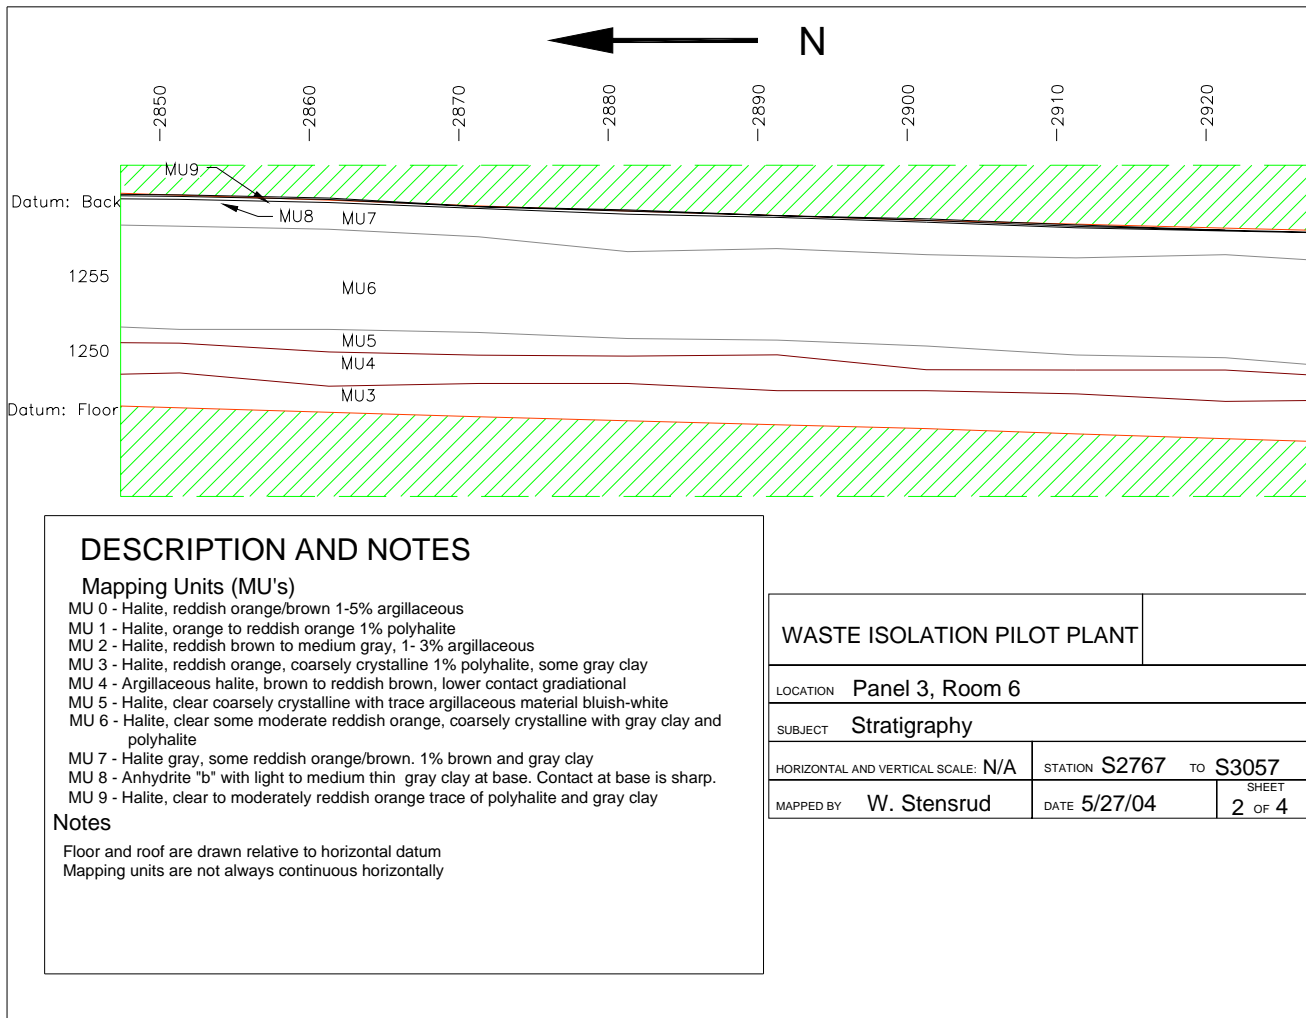 N
-2850
-2860
-2870
-2880
-2890
-2900
-2910
-2920
MU9
Datum: Back
MU8
MU7
1255
MU6
MU5
1250
MU4
MU3
Datum: Floor
DESCRIPTION AND NOTES
Mapping Units (MU's)
MU 0 - Halite, reddish orange/brown 1-5% argillaceous
MU 1 - Halite, orange to reddish orange 1% polyhalite
MU 2 - Halite, reddish brown to medium gray, 1- 3% argillaceous
MU 3 - Halite, reddish orange, coarsely crystalline 1% polyhalite, some gray clay
MU 4 - Argillaceous halite, brown to reddish brown, lower contact gradiational
MU 5 - Halite, clear coarsely crystalline with trace argillaceous material bluish-white
MU 6 - Halite, clear some moderate reddish orange, coarsely crystalline with gray clay and
polyhalite
MU 7 - Halite gray, some reddish orange/brown. 1% brown and gray clay
MU 8 - Anhydrite "b" with light to medium thin gray clay at base. Contact at base is sharp.
MU 9 - Halite, clear to moderately reddish orange trace of polyhalite and gray clay
Notes
Floor and roof are drawn relative to horizontal datum
Mapping units are not always continuous horizontally
WASTE ISOLATION PILOT PLANT
LOCATION Panel 3, Room 6
SUBJECT Stratigraphy
HORIZONTAL AND VERTICAL SCALE: N/A
STATION S2767 TO S3057
MAPPED BY W. Stensrud
DATE 5/27/04
SHEET
2 OF 4